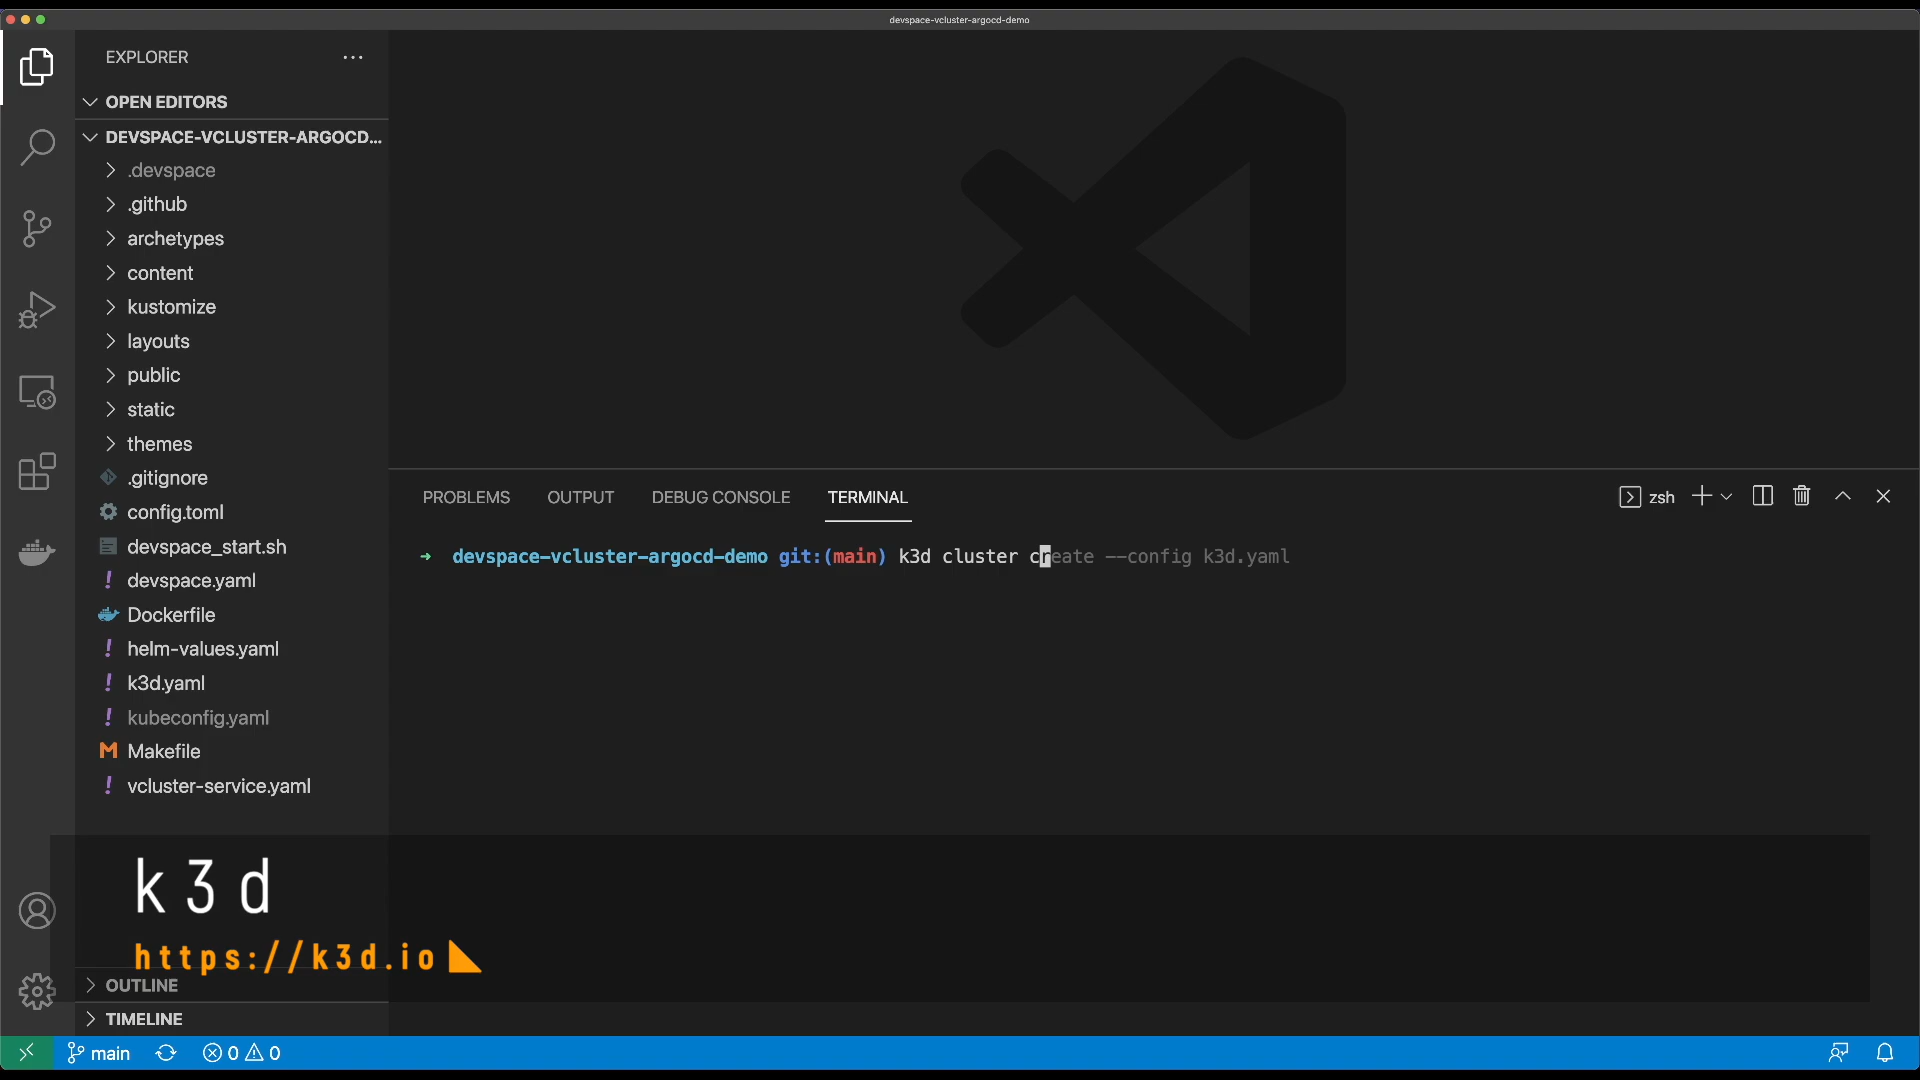 devspace-vcluster-argocd-demo
EXPLORER
OPEN EDITORS
DEVSPACE-VCLUSTER-ARGOCD...
.devspace
.github
archetypes
content
kustomize
layouts
public
static
themes
.gitignore
config.toml
devspace_start.sh
devspace.yaml
Dockerfile
helm-values.yaml
k3d.yaml
kubeconfig.yaml
Makefile
vcluster-service.yaml
PROBLEMS OUTPUT DEBUG CONSOLE TERMINAL zsh
➜ devspace-vcluster-argocd-demo git:(main) k3d cluster create --config k3d.yaml
k3d
https://k3d.io
OUTLINE
TIMELINE
main 0 0